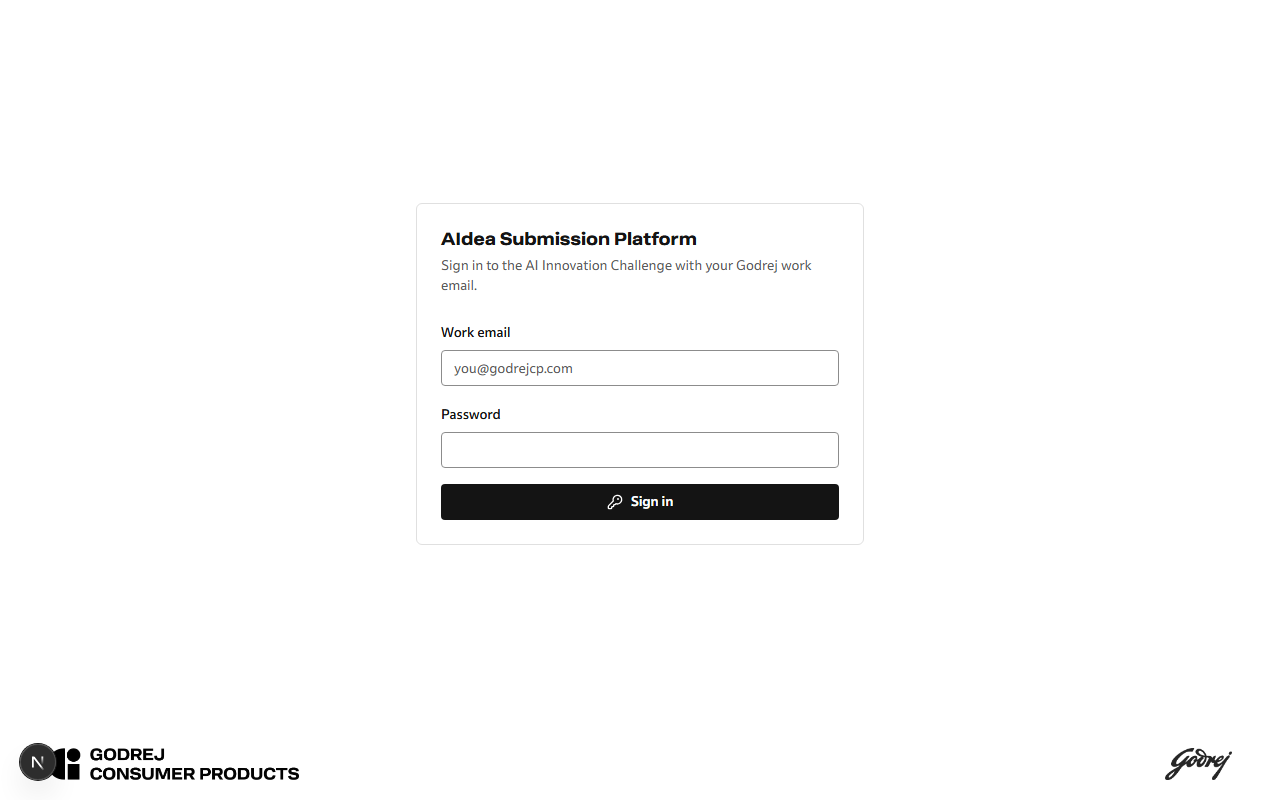 AIdea Submission Platform
Sign in to the AI Innovation Challenge with your Godrej work
email.
Work email
you@godrejcp.com
Password
Sign in
N
GODREJ
CONSUMER PRODUCTS
Godrej